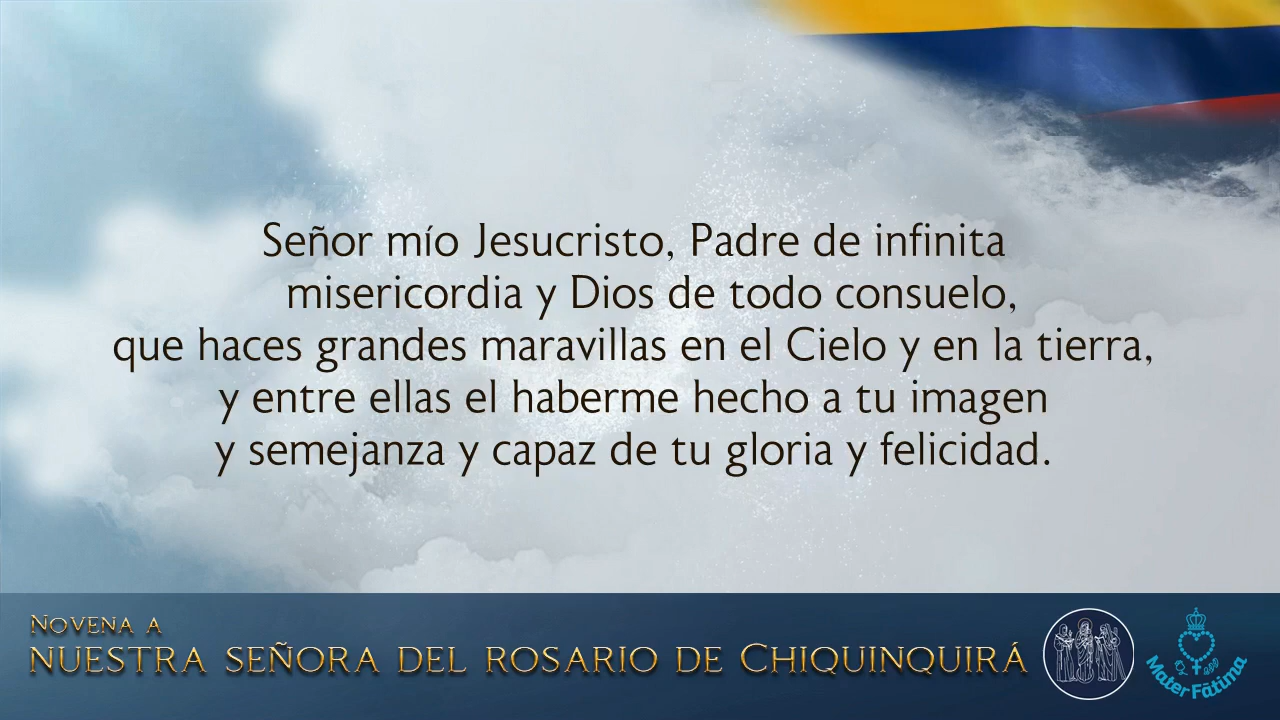 Señor mío Jesucristo, Padre de infinita
misericordia y Dios de todo consuelo,
que haces grandes maravillas en el Cielo y en la tierra,
y entre ellas el haberme hecho a tu imagen
y semejanza y capaz de tu gloria y felicidad.
Novena a
nuestra señora del rosario de Chiquinquirá
Mater Fátima